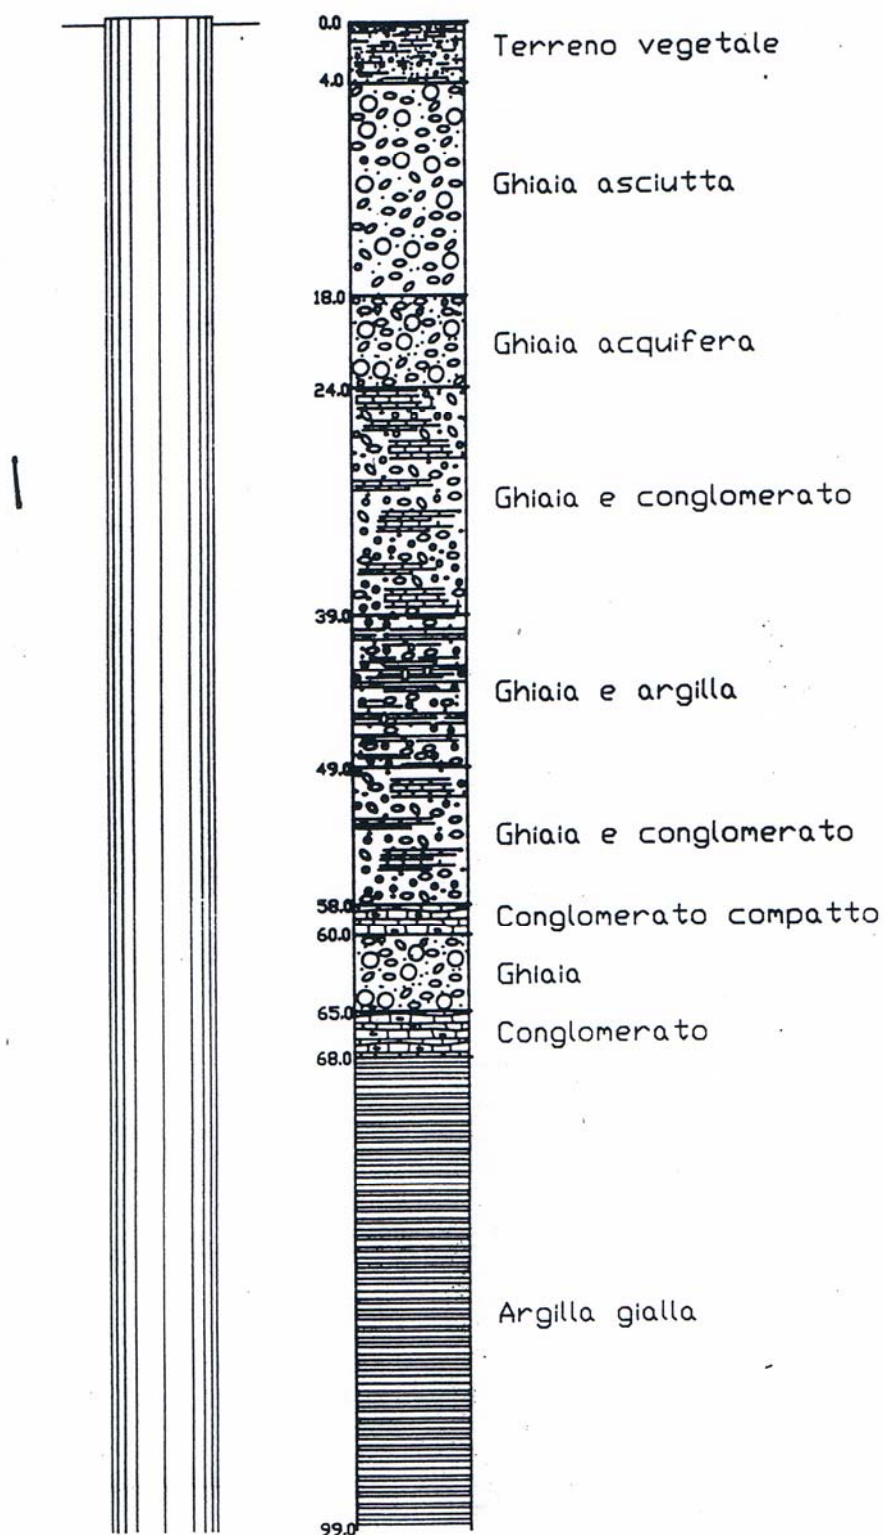 0.0
Terreno vegetale
4.0
Ghiaia asciutta
18.0
Ghiaia acquifera
24.0
Ghiaia e conglomerato
39.0
Ghiaia e argilla
49.0
Ghiaia e conglomerato
58.0
Conglomerato compatto
60.0
Ghiaia
65.0
Conglomerato
68.0
Argilla gialla
99.0